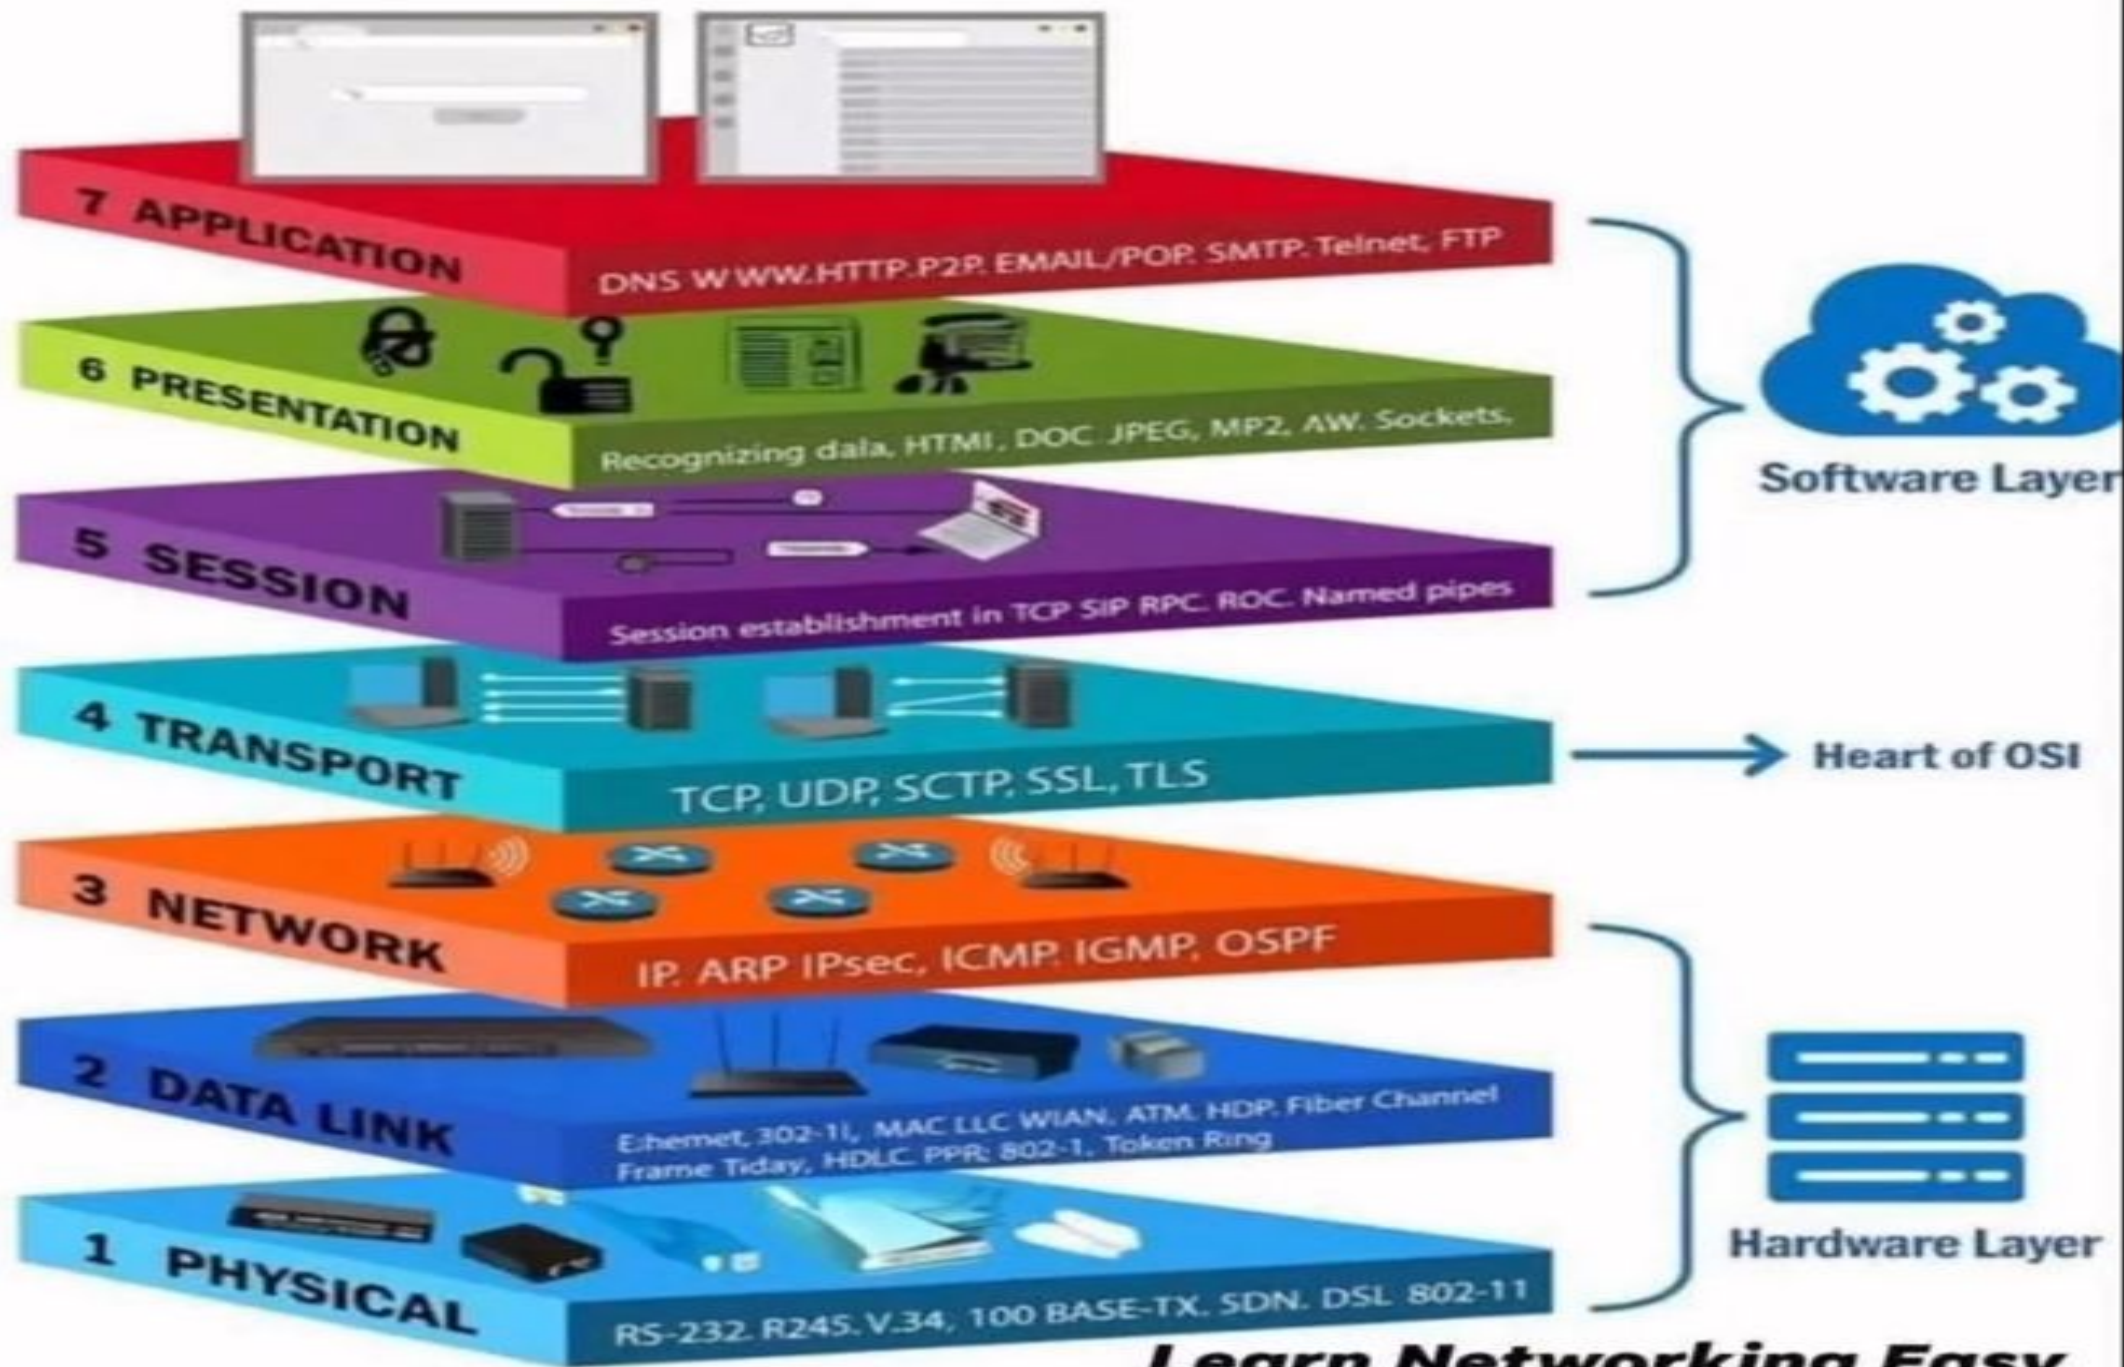 7 APPLICATION
DNS WWW.HTTP.P2P. EMAIL/POP. SMTP. Telnet, FTP
6 PRESENTATION
Recognizing dala, HTMI, DOC JPEG, MP2, AW. Sockets.
Software Layer
5 SESSION
Session establishment in TCP SIP RPC. ROC. Named pipes
4 TRANSPORT
TCP, UDP, SCTP, SSL, TLS
Heart of OSI
3 NETWORK
IP. ARP IPsec, ICMP. IGMP. OSPF
2 DATA LINK
E:hemet, 302-1l, MAC LLC WIAN. ATM. HDP. Fiber Channel
Frame Tiday, HDLC. PPR; 802-1, Token Ring
Hardware Layer
1 PHYSICAL
RS-232. R245. V.34, 100 BASE-TX. SDN. DSL 802-11
Learn Networking Easy